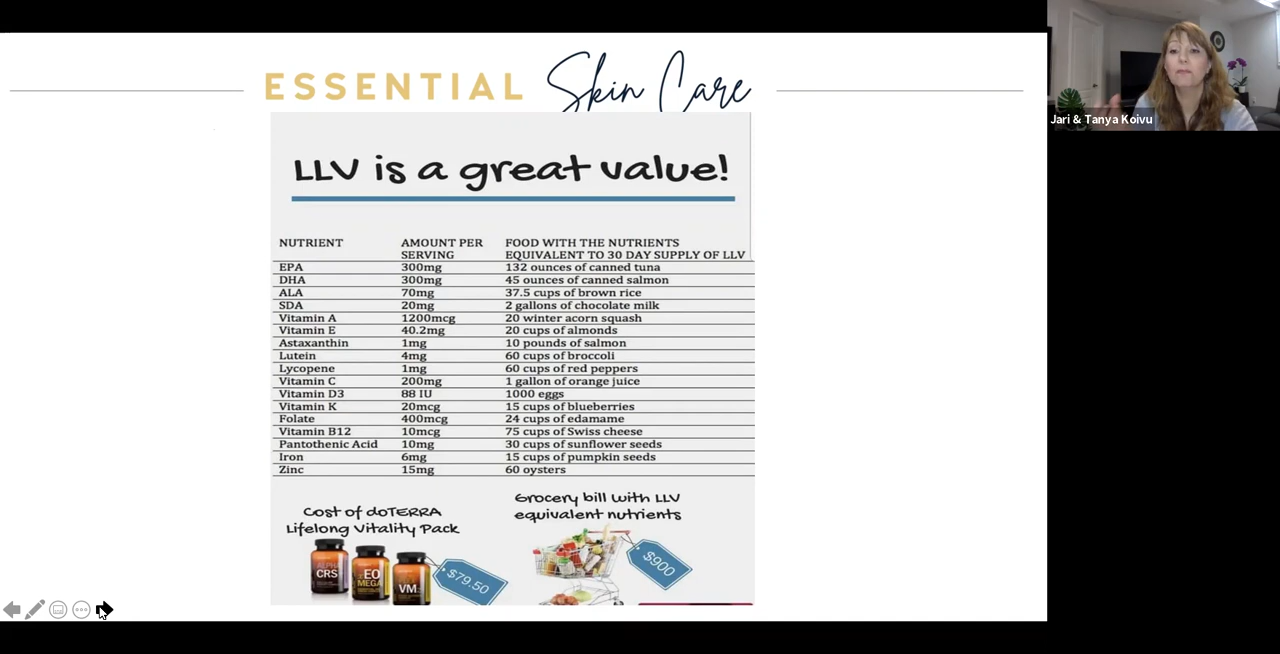 ESSENTIAL Skin Care
Jari & Tanya Koivu
LLV is a great value!
NUTRIENT AMOUNT PER SERVING FOOD WITH THE NUTRIENTS EQUIVALENT TO 30 DAY SUPPLY OF LLV
EPA 300mg 132 ounces of canned tuna
DHA 300mg 45 ounces of canned salmon
ALA 70mg 37.5 cups of brown rice
SDA 20mg 2 gallons of chocolate milk
Vitamin A 1200mcg 20 winter acorn squash
Vitamin E 40.2mg 20 cups of almonds
Astaxanthin 1mg 10 pounds of salmon
Lutein 4mg 60 cups of broccoli
Lycopene 1mg 60 cups of red peppers
Vitamin C 200mg 1 gallon of orange juice
Vitamin D3 88 IU 1000 eggs
Vitamin K 20mcg 15 cups of blueberries
Folate 400mcg 24 cups of edamame
Vitamin B12 10mcg 75 cups of Swiss cheese
Pantothenic Acid 10mg 30 cups of sunflower seeds
Iron 6mg 15 cups of pumpkin seeds
Zinc 15mg 60 oysters
Cost of doTERRA
Lifelong Vitality Pack
ALPHA
CRS
EO
MEGA
VM
$79.50
Grocery bill with LLV
equivalent nutrients
$900